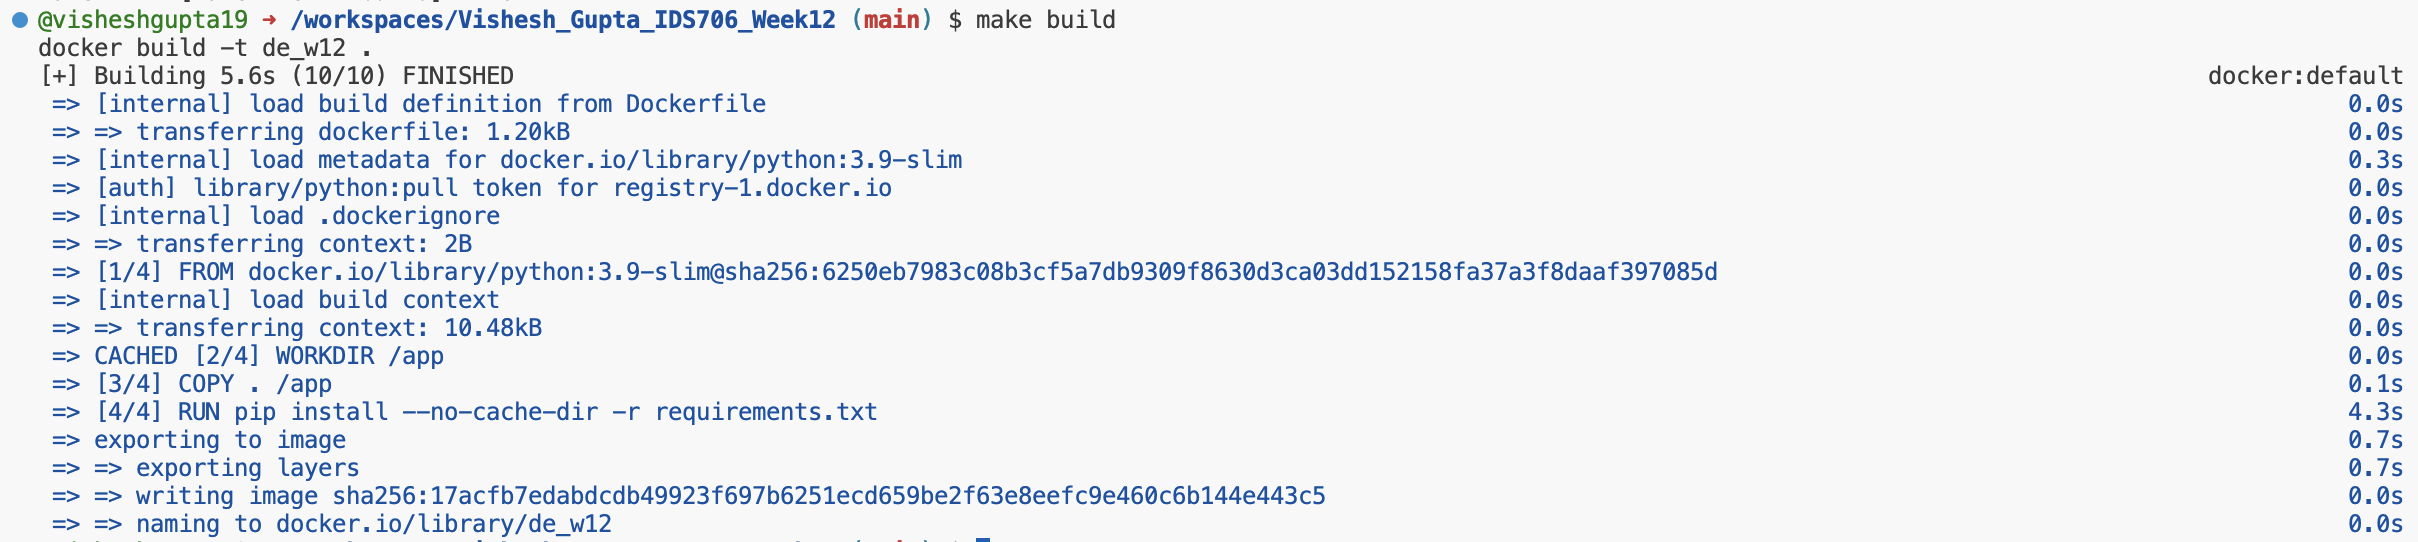 @visheshgupta19 ➜ /workspaces/Vishesh_Gupta_IDS706_Week12 (main) $ make build
docker build -t de_w12 .
[+] Building 5.6s (10/10) FINISHED docker:default
=> [internal] load build definition from Dockerfile 0.0s
=> => transferring dockerfile: 1.20kB 0.0s
=> [internal] load metadata for docker.io/library/python:3.9-slim 0.3s
=> [auth] library/python:pull token for registry-1.docker.io 0.0s
=> [internal] load .dockerignore 0.0s
=> => transferring context: 2B 0.0s
=> [1/4] FROM docker.io/library/python:3.9-slim@sha256:6250eb7983c08b3cf5a7db9309f8630d3ca03dd152158fa37a3f8daaf397085d 0.0s
=> [internal] load build context 0.0s
=> => transferring context: 10.48kB 0.0s
=> CACHED [2/4] WORKDIR /app 0.0s
=> [3/4] COPY . /app 0.1s
=> [4/4] RUN pip install --no-cache-dir -r requirements.txt 4.3s
=> exporting to image 0.7s
=> => exporting layers 0.7s
=> => writing image sha256:17acfb7edabdcdb49923f697b6251ecd659be2f63e8eefc9e460c6b144e443c5 0.0s
=> => naming to docker.io/library/de_w12 0.0s